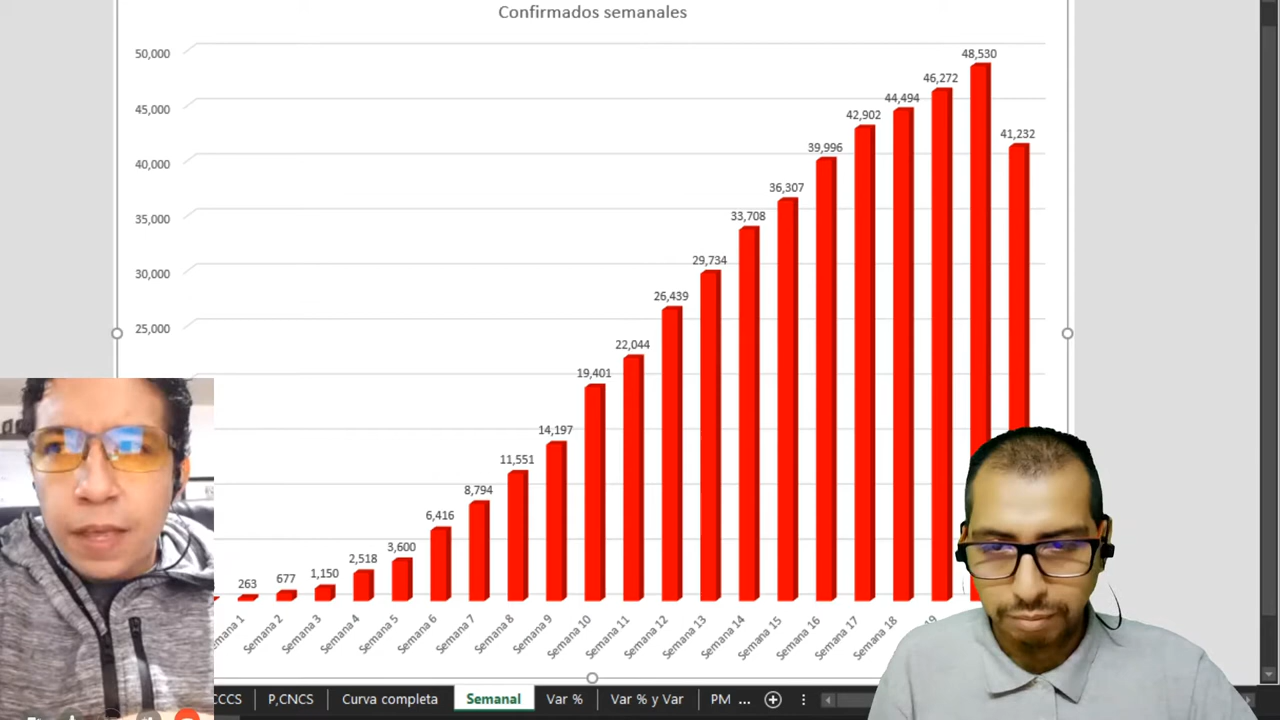 Confirmados semanales
50,000
45,000
40,000
35,000
30,000
25,000
263
677
1,150
2,518
3,600
6,416
8,794
11,551
14,197
19,401
22,044
26,439
29,734
33,708
36,307
39,996
42,902
44,494
46,272
48,530
41,232
Semana 1
Semana 2
Semana 3
Semana 4
Semana 5
Semana 6
Semana 7
Semana 8
Semana 9
Semana 10
Semana 11
Semana 12
Semana 13
Semana 14
Semana 15
Semana 16
Semana 17
Semana 18
19
CCCS P,CNCS Curva completa Semanal Var % Var % y Var PM ...